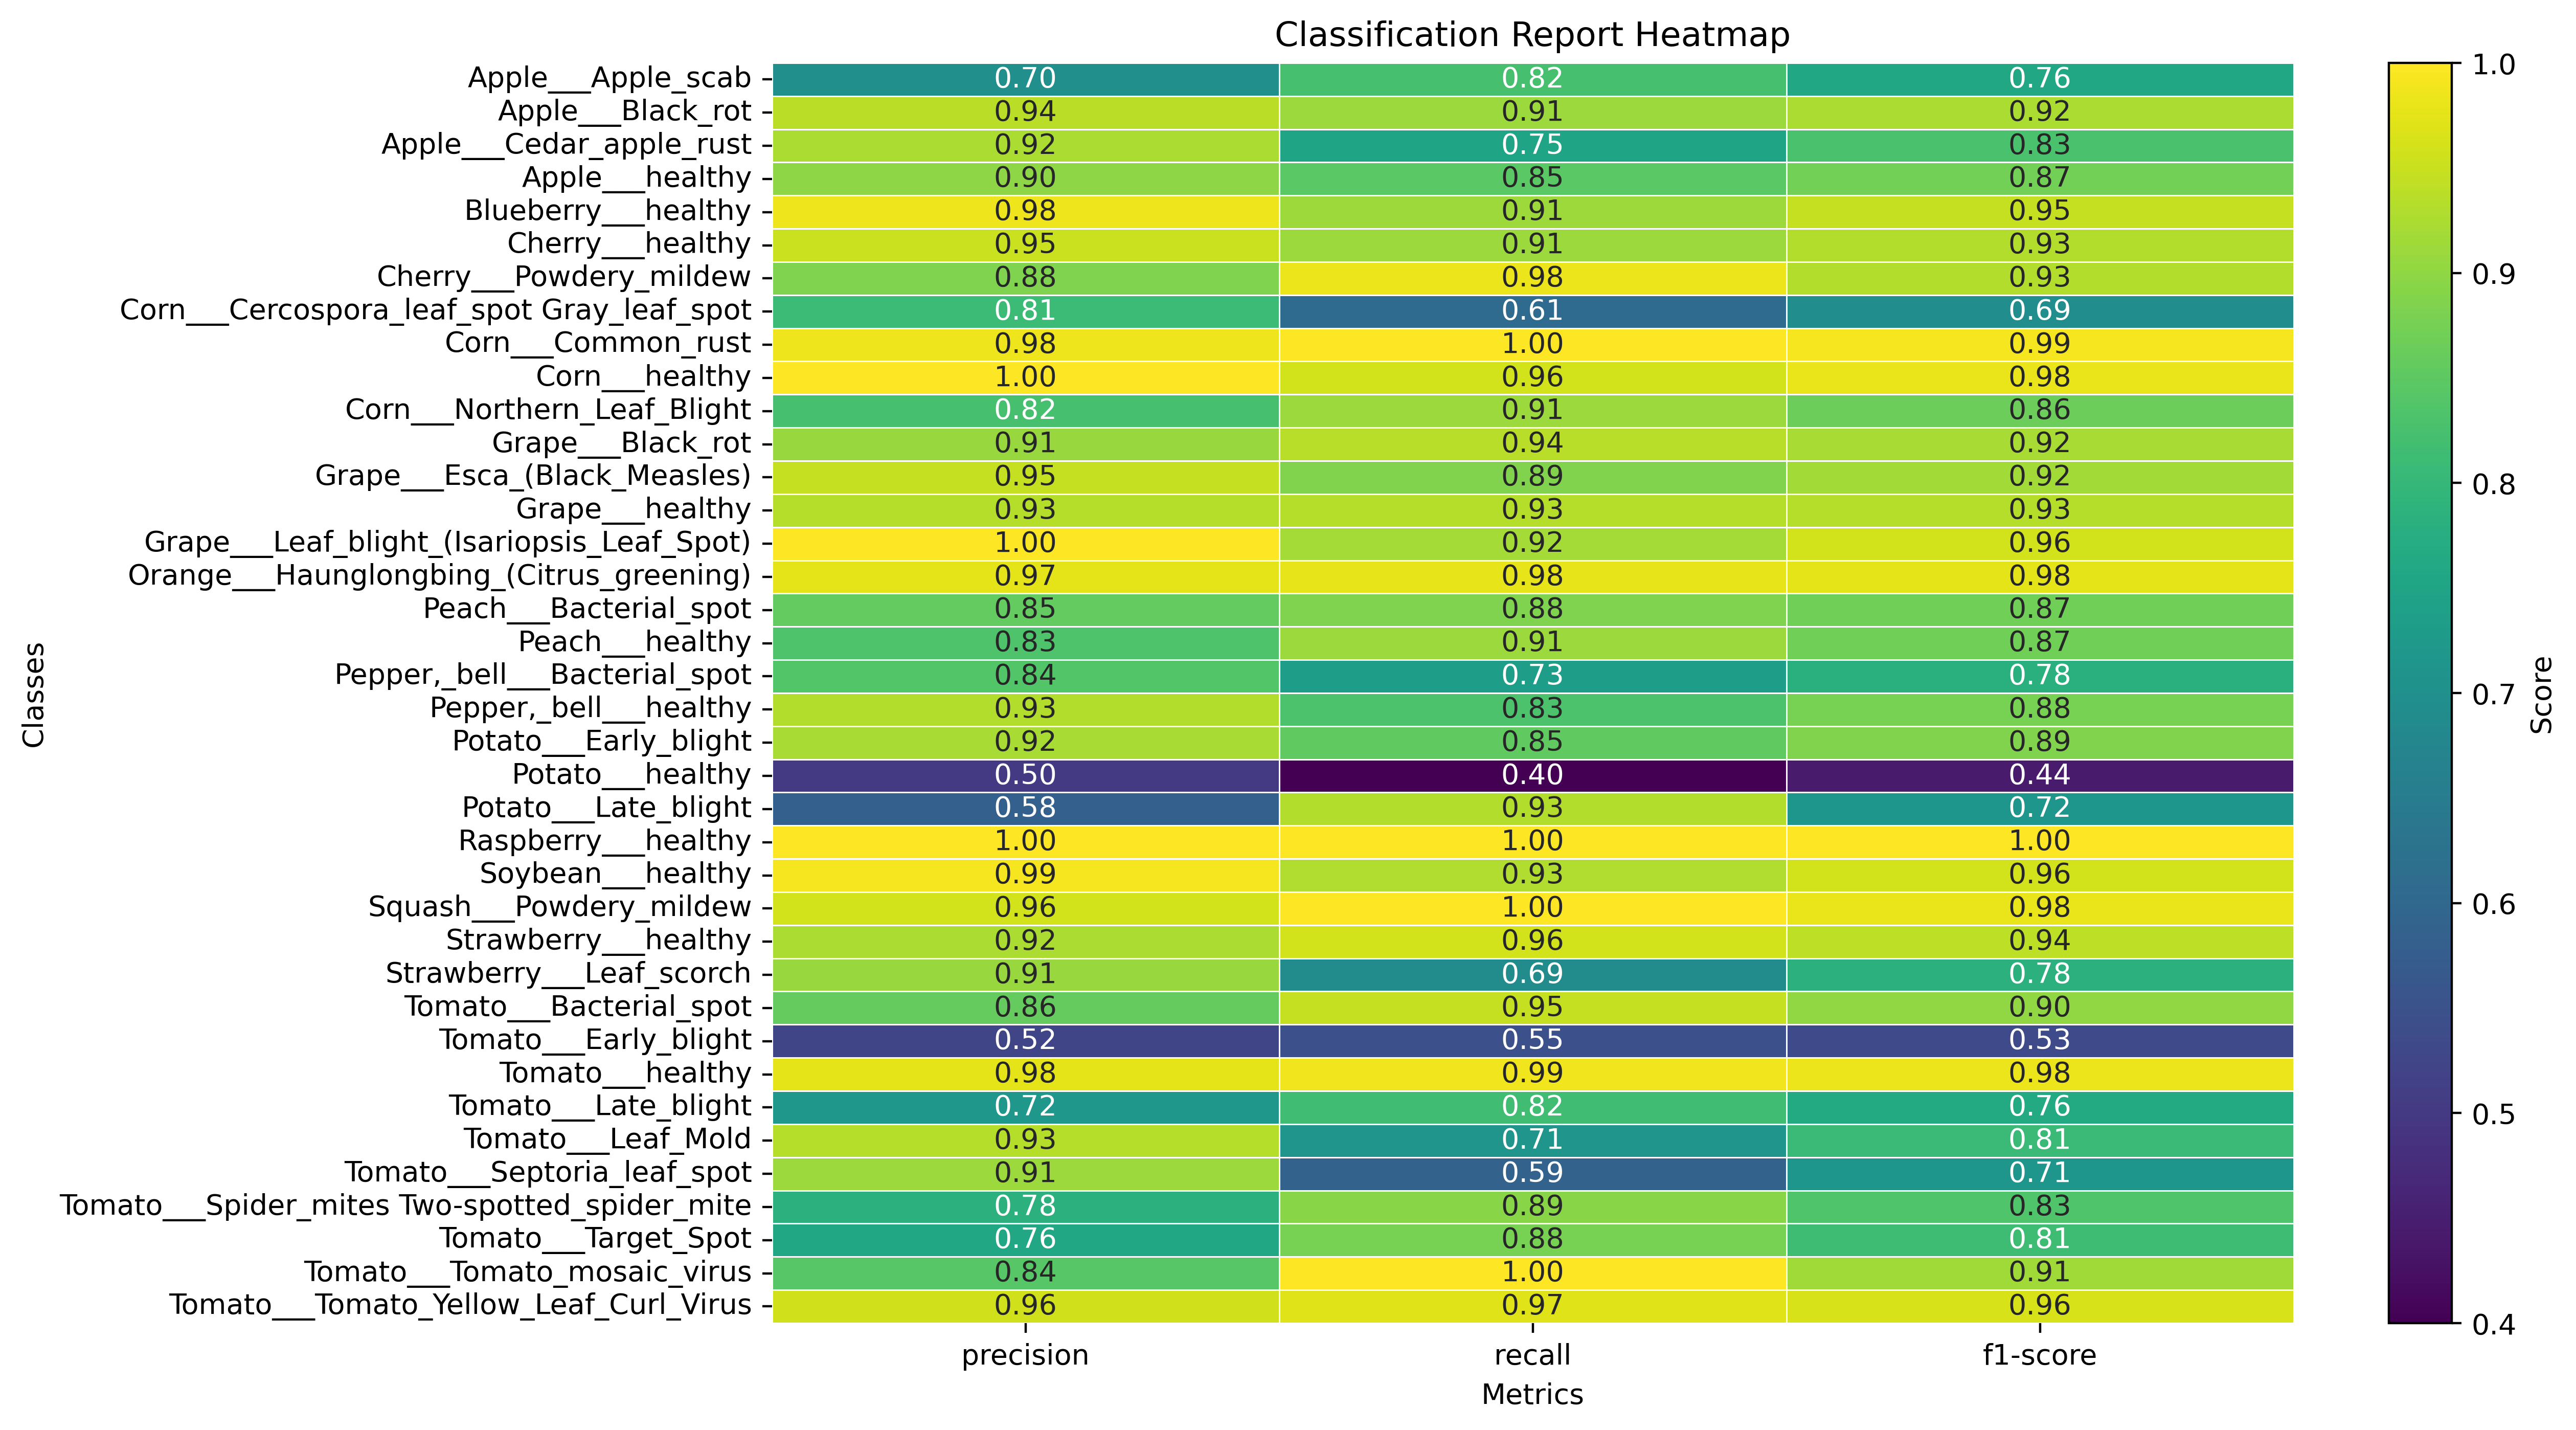 Classification Report Heatmap
Apple___Apple_scab 0.70 0.82 0.76
Apple___Black_rot 0.94 0.91 0.92
Apple___Cedar_apple_rust 0.92 0.75 0.83
Apple___healthy 0.90 0.85 0.87
Blueberry___healthy 0.98 0.91 0.95
Cherry___healthy 0.95 0.91 0.93
Cherry___Powdery_mildew 0.88 0.98 0.93
Corn___Cercospora_leaf_spot Gray_leaf_spot 0.81 0.61 0.69
Corn___Common_rust 0.98 1.00 0.99
Corn___healthy 1.00 0.96 0.98
Corn___Northern_Leaf_Blight 0.82 0.91 0.86
Grape___Black_rot 0.91 0.94 0.92
Grape___Esca_(Black_Measles) 0.95 0.89 0.92
Grape___healthy 0.93 0.93 0.93
Grape___Leaf_blight_(Isariopsis_Leaf_Spot) 1.00 0.92 0.96
Orange___Haunglongbing_(Citrus_greening) 0.97 0.98 0.98
Peach___Bacterial_spot 0.85 0.88 0.87
Peach___healthy 0.83 0.91 0.87
Pepper,_bell___Bacterial_spot 0.84 0.73 0.78
Pepper,_bell___healthy 0.93 0.83 0.88
Potato___Early_blight 0.92 0.85 0.89
Potato___healthy 0.50 0.40 0.44
Potato___Late_blight 0.58 0.93 0.72
Raspberry___healthy 1.00 1.00 1.00
Soybean___healthy 0.99 0.93 0.96
Squash___Powdery_mildew 0.96 1.00 0.98
Strawberry___healthy 0.92 0.96 0.94
Strawberry___Leaf_scorch 0.91 0.69 0.78
Tomato___Bacterial_spot 0.86 0.95 0.90
Tomato___Early_blight 0.52 0.55 0.53
Tomato___healthy 0.98 0.99 0.98
Tomato___Late_blight 0.72 0.82 0.76
Tomato___Leaf_Mold 0.93 0.71 0.81
Tomato___Septoria_leaf_spot 0.91 0.59 0.71
Tomato___Spider_mites Two-spotted_spider_mite 0.78 0.89 0.83
Tomato___Target_Spot 0.76 0.88 0.81
Tomato___Tomato_mosaic_virus 0.84 1.00 0.91
Tomato___Tomato_Yellow_Leaf_Curl_Virus 0.96 0.97 0.96
precision recall f1-score
Metrics
Classes
1.0
0.9
0.8
0.7
0.6
0.5
0.4
Score